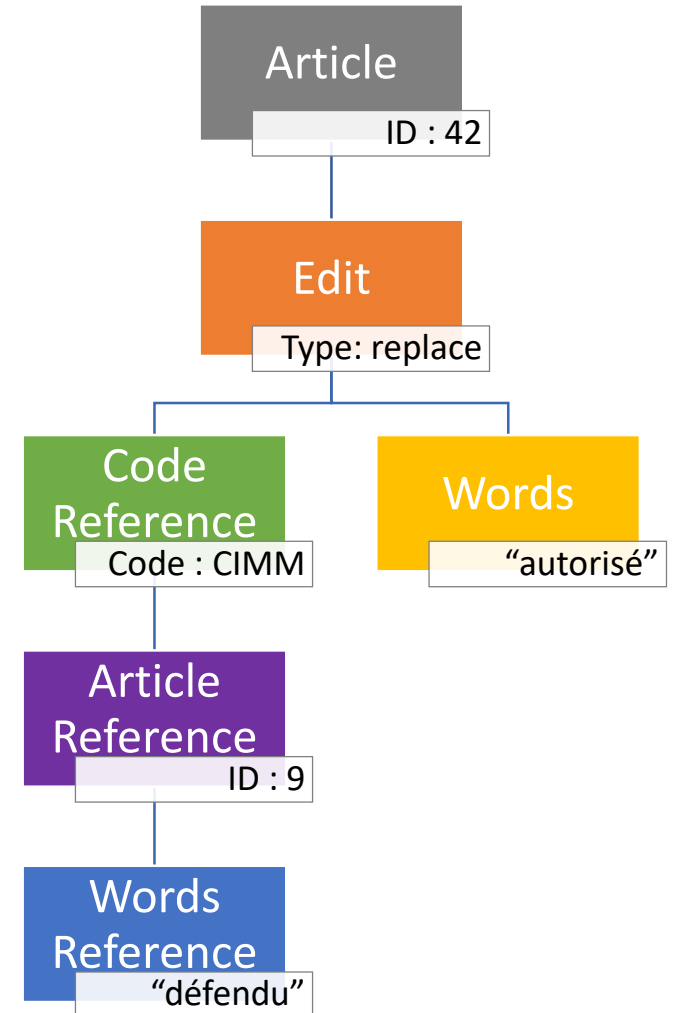 Article
ID : 42
Edit
Type: replace
Code
Reference
Code : CIMM
Words
“autorisé”
Article
Reference
ID : 9
Words
Reference
“défendu”